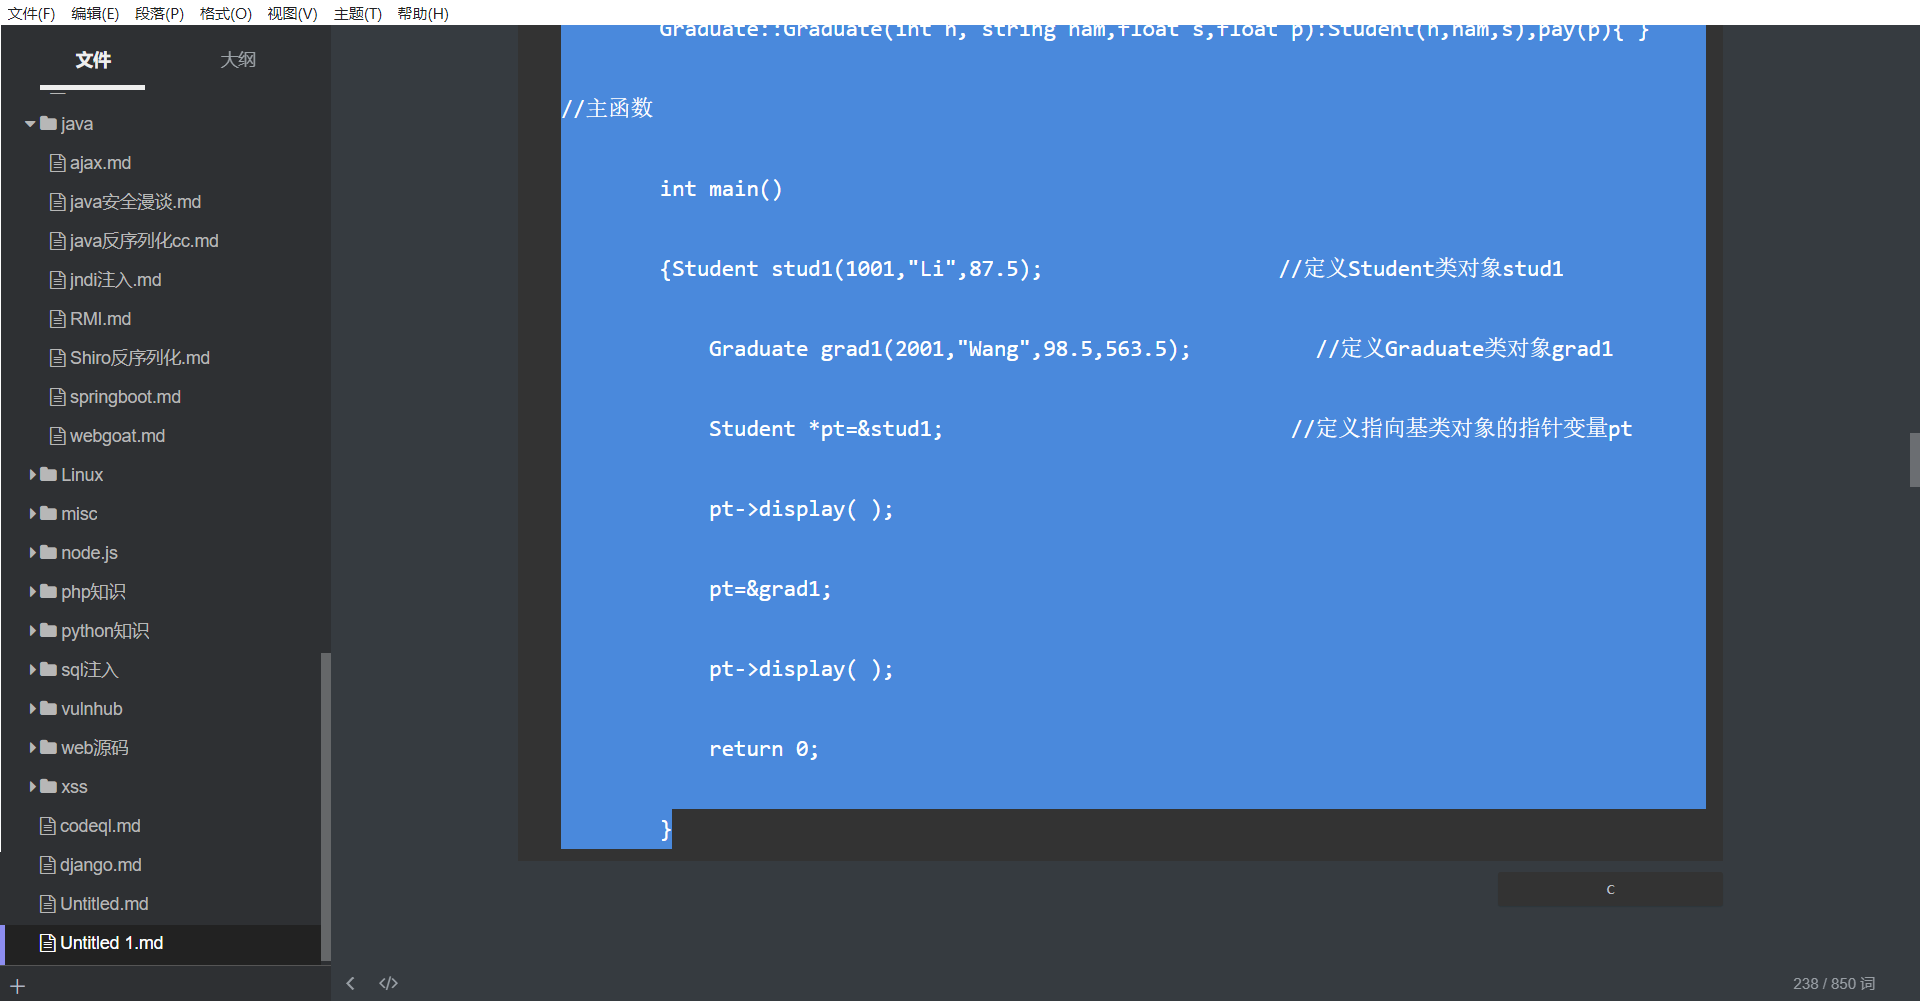 文件(F) 编辑(E) 段落(P) 格式(O) 视图(V) 主题(T) 帮助(H)
文件 大纲
java
ajax.md
java安全漫谈.md
java反序列化cc.md
jndi注入.md
RMI.md
Shiro反序列化.md
springboot.md
webgoat.md
Linux
misc
node.js
php知识
python知识
sql注入
vulnhub
web源码
xss
codeql.md
django.md
Untitled.md
Untitled 1.md
Graduate::Graduate(int n, string nam,float s,float p):Student(n,nam,s),pay(p){ }
//主函数
int main()
{Student stud1(1001,"Li",87.5); //定义Student类对象stud1
Graduate grad1(2001,"Wang",98.5,563.5); //定义Graduate类对象grad1
Student *pt=&stud1; //定义指向基类对象的指针变量pt
pt->display( );
pt=&grad1;
pt->display( );
return 0;
}
C
238 / 850 词